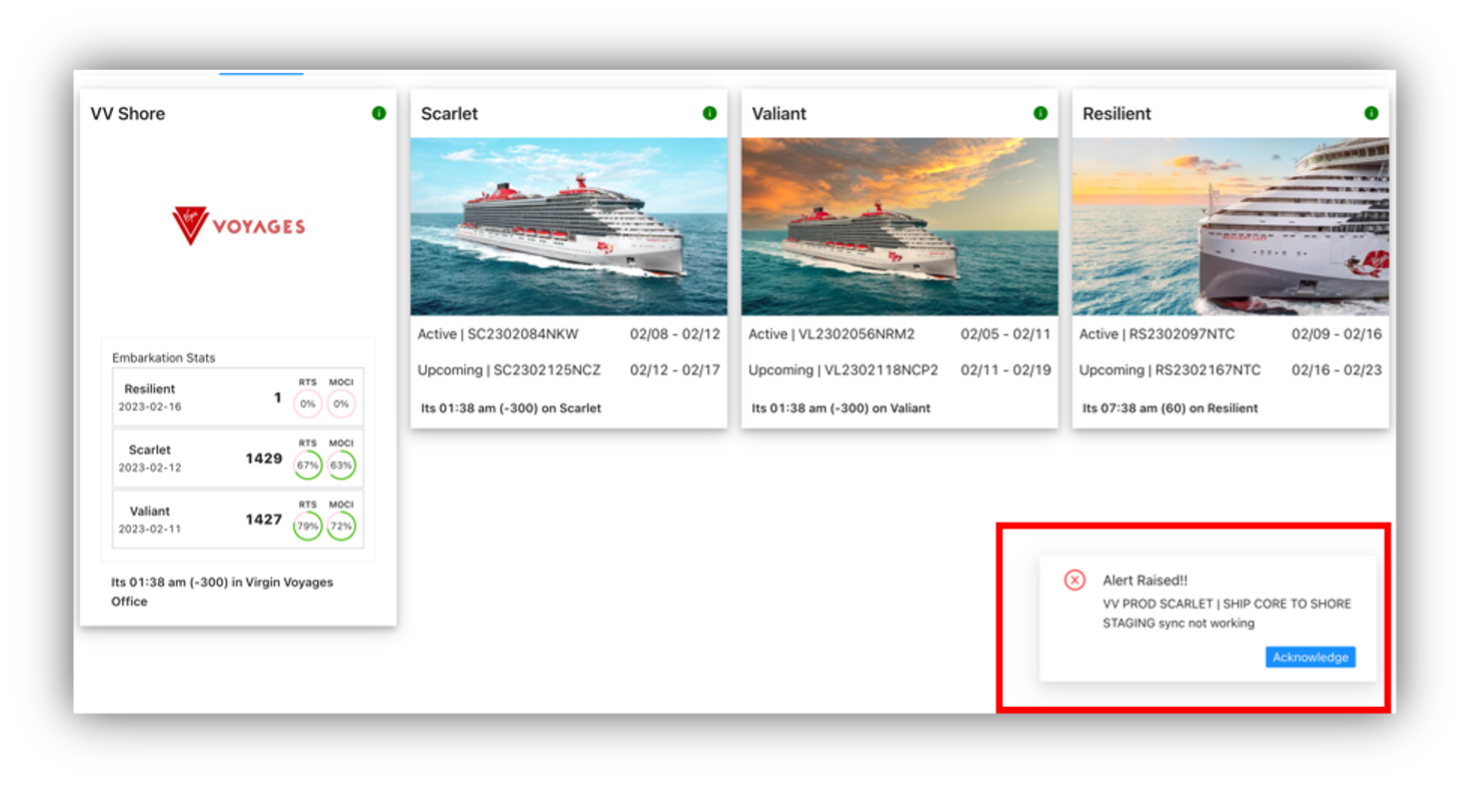 VV Shore
Virgin
VOYAGES
Embarkation Stats
Resilient
2023-02-16
1
RTS MOCI
0% 0%
Scarlet
2023-02-12
1429
RTS MOCI
67% 63%
Valiant
2023-02-11
1427
RTS MOCI
79% 72%
Its 01:38 am (-300) in Virgin Voyages
Office
Scarlet
Active | SC2302084NKW 02/08 - 02/12
Upcoming | SC2302125NCZ 02/12 - 02/17
Its 01:38 am (-300) on Scarlet
Valiant
Active | VL2302056NRM2 02/05 - 02/11
Upcoming | VL2302118NCP2 02/11 - 02/19
Its 01:38 am (-300) on Valiant
Resilient
Active | RS2302097NTC 02/09 - 02/16
Upcoming | RS2302167NTC 02/16 - 02/23
Its 07:38 am (60) on Resilient
Alert Raised!!
VV PROD SCARLET | SHIP CORE TO SHORE
STAGING sync not working
Acknowledge